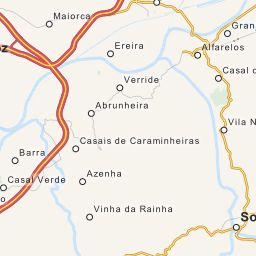 Maiorca
Gran
oz
Ereira
Alfarelos
Verride
Casal d
Abrunheira
Vila N
Casais de Caraminheiras
Barra
Azenha
Casal Verde
Vinha da Rainha
So